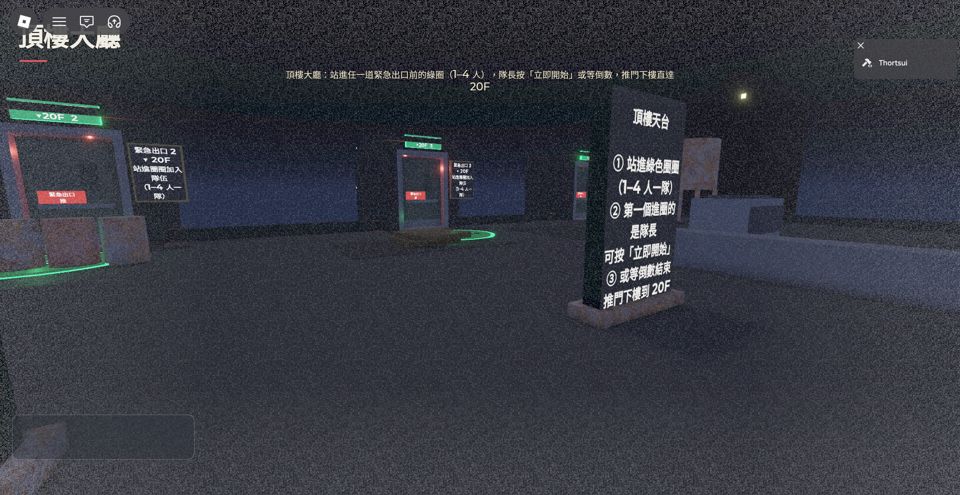 頂樓大廳
頂樓大廳：站進任一道緊急出口前的綠圈（1–4 人），隊長按「立即開始」或等倒數，推門下樓直達
20F
Thortsui
▼20F 2
緊急出口 2
▼ 20F
站進圈圈加入
隊伍
（1–4 人一
隊）
緊急出口
推
頂樓天台
① 站進綠色圈圈
（1–4 人一隊）
② 第一個進圈的
是隊長
可按「立即開始」
③ 或等倒數結束
推門下樓到 20F